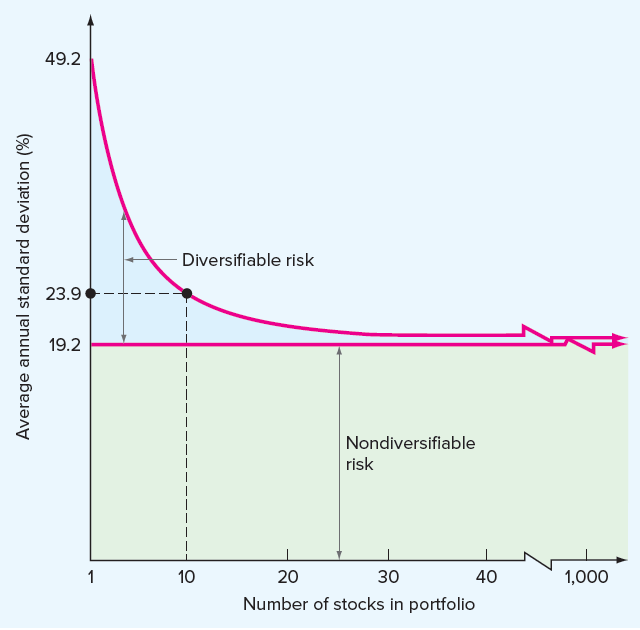 49.2
Average annual standard deviation (%)
Diversifiable risk
23.9
19.2
Nondiversifiable
risk
1 10 20 30 40 1,000
Number of stocks in portfolio